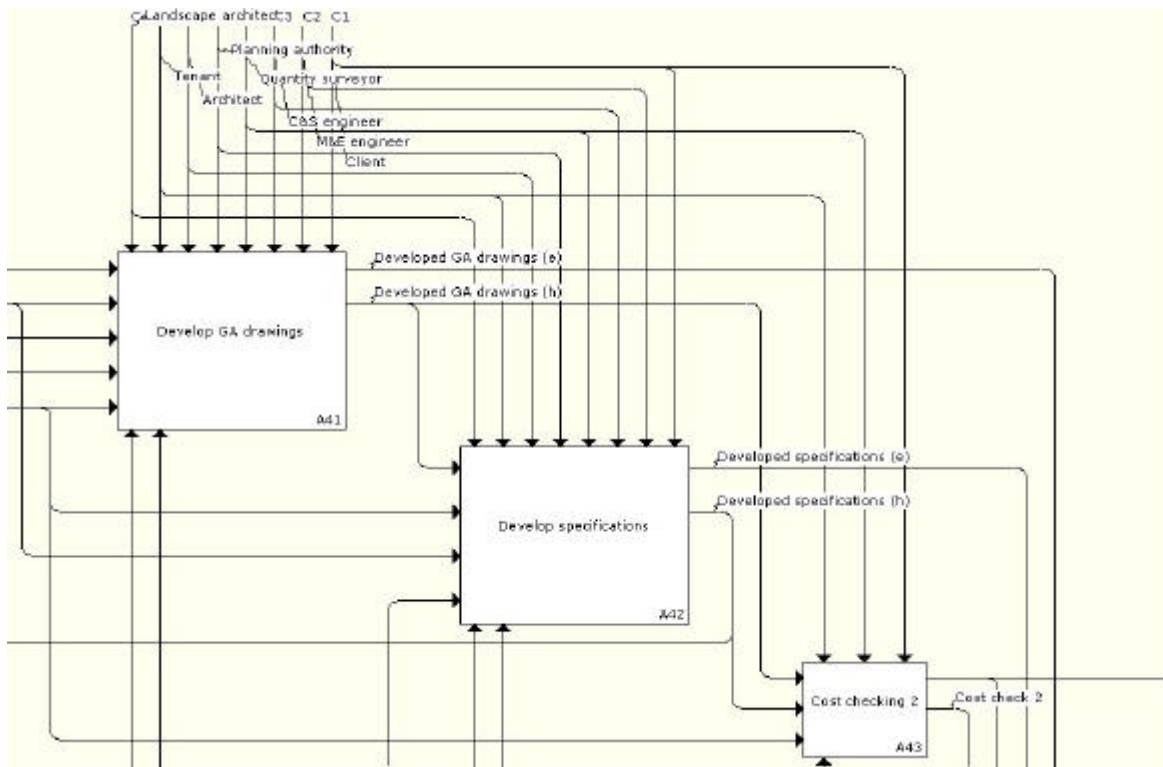 Landscape architect
C3 C2 C1
Planning authority
Tenant
Quantity surveyor
Architect
C&S engineer
M&E engineer
Client
Developed GA drawings (e)
Developed GA drawings (h)
Develop GA drawings
A41
Developed specifications (e)
Developed specifications (h)
Develop specifications
A42
Cost checking 2
Cost check 2
A43